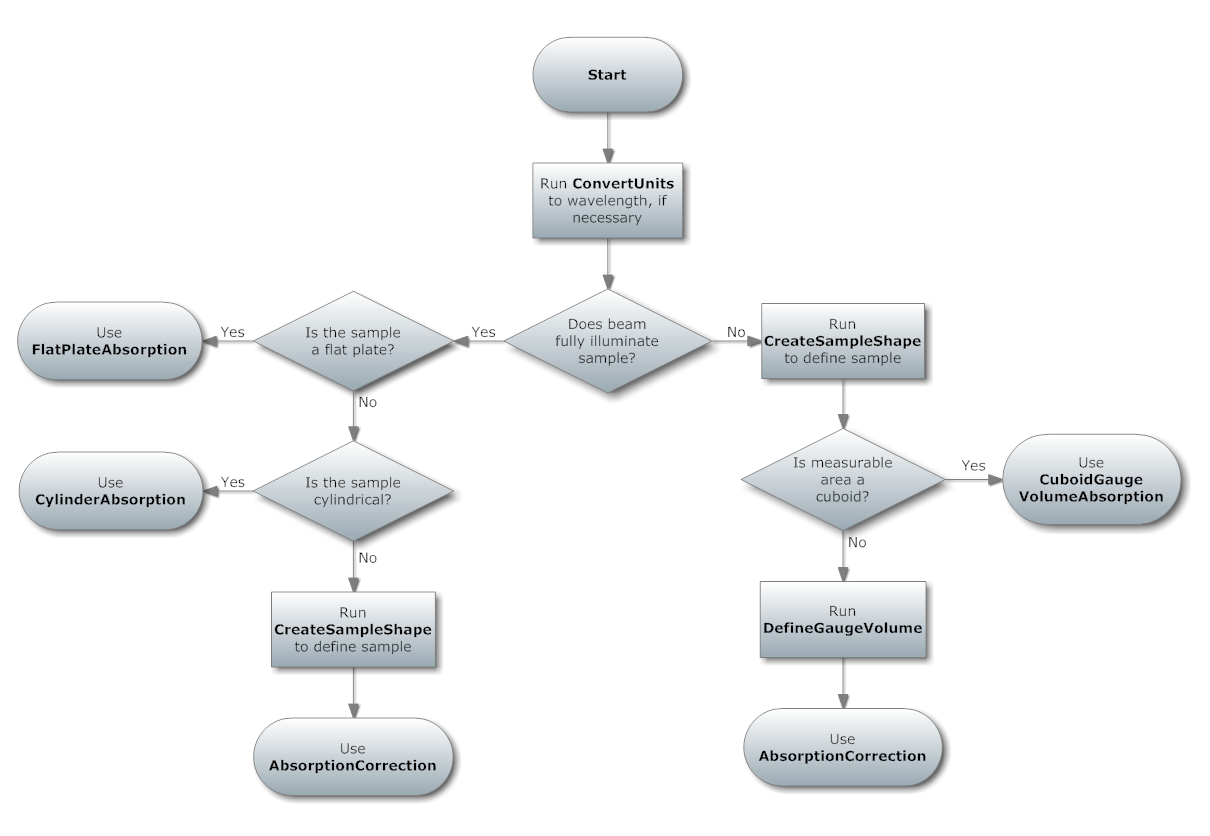 Start
Run ConvertUnits
to wavelength, if
necessary
Does beam
fully illuminate
sample?
Yes
No
Is the sample
a flat plate?
Yes
Use
FlatPlateAbsorption
No
Is the sample
cylindrical?
Yes
Use
CylinderAbsorption
No
Run
CreateSampleShape
to define sample
Use
AbsorptionCorrection
Run
CreateSampleShape
to define sample
Is measurable
area a
cuboid?
Yes
Use
CuboidGauge
VolumeAbsorption
No
Run
DefineGaugeVolume
Use
AbsorptionCorrection